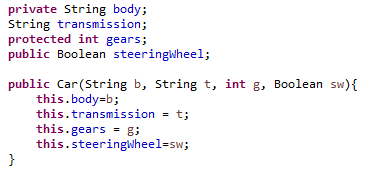 private String body;
String transmission;
protected int gears;
public Boolean steeringWheel;
public Car(String b, String t, int g, Boolean sw){
this.body=b;
this.transmission = t;
this.gears = g;
this.steeringWheel=sw;
}